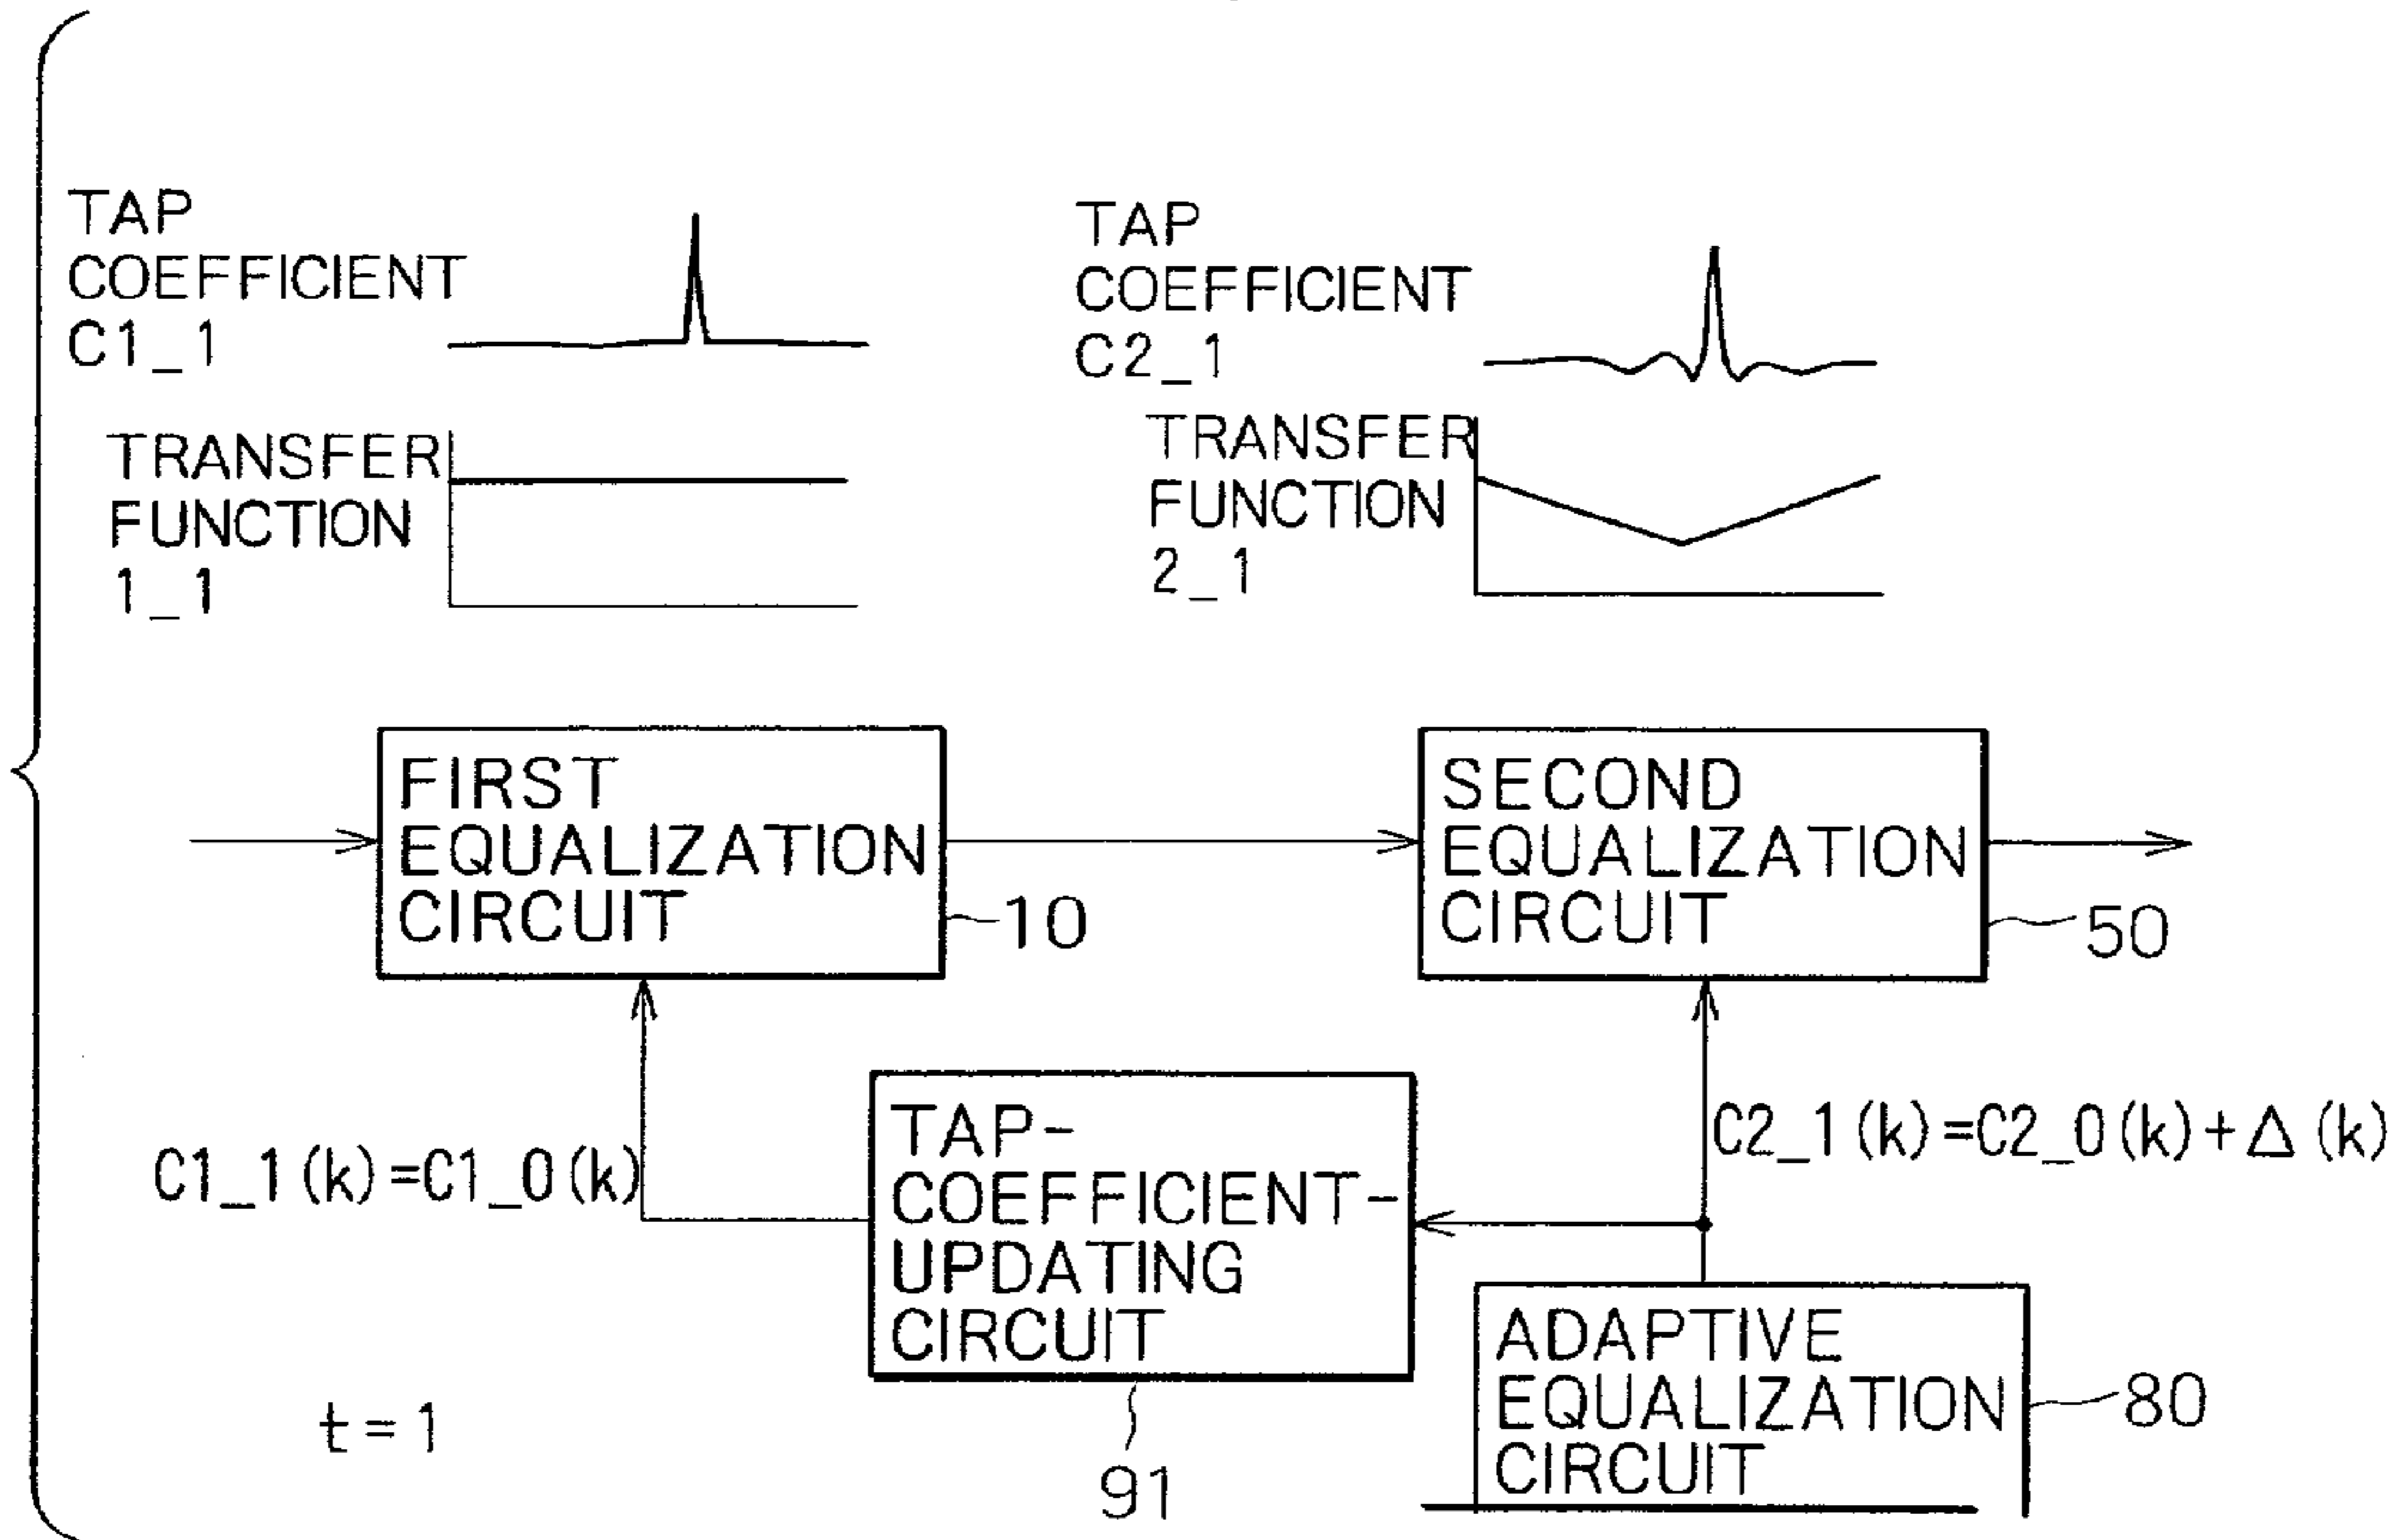 TAP
COEFFICIENT
C1_1
TAP
COEFFICIENT
C2_1
TRANSFER
FUNCTION
1_1
TRANSFER
FUNCTION
2_1
FIRST
EQUALIZATION
CIRCUIT
10
SECOND
EQUALIZATION
CIRCUIT
50
C1_1(k)=C1_0(k)
TAP-
COEFFICIENT-
UPDATING
CIRCUIT
91
C2_1(k)=C2_0(k)+Δ(k)
ADAPTIVE
EQUALIZATION
CIRCUIT
80
t=1